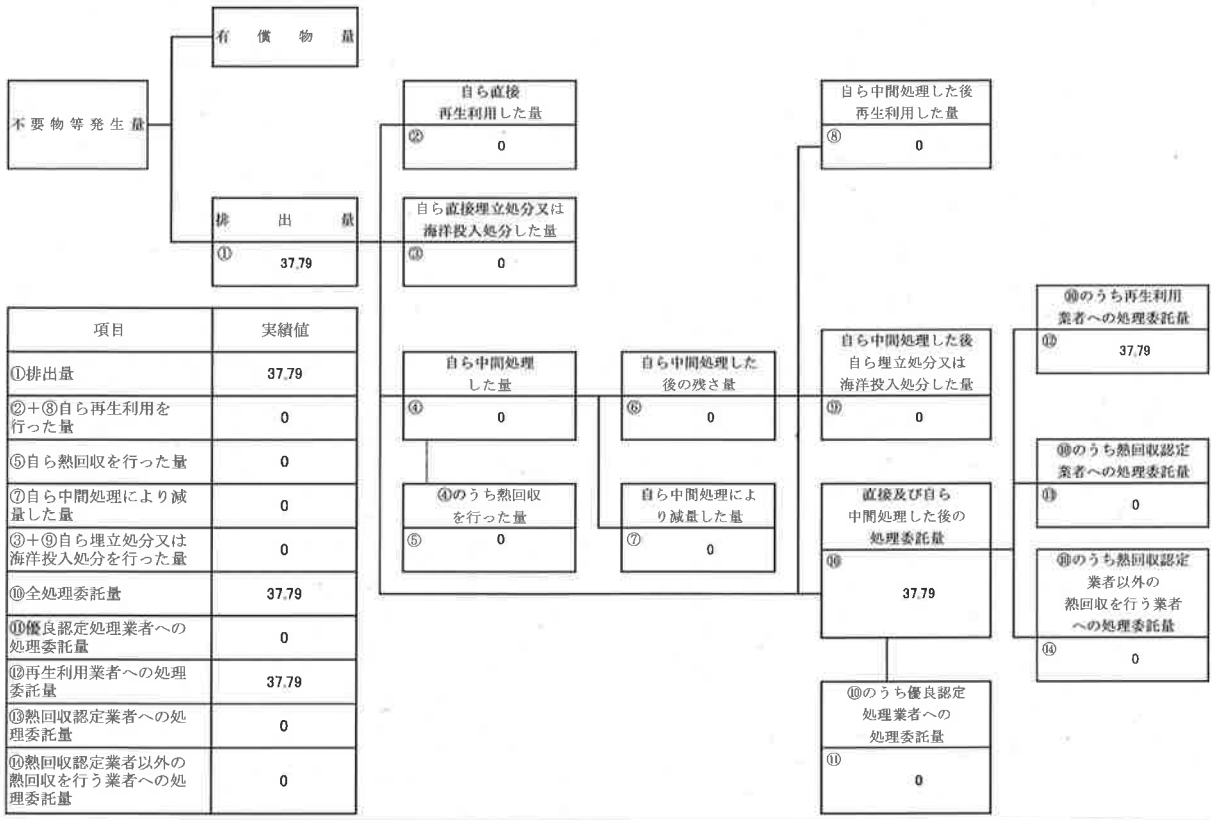 有償物量
不要物等発生量
排出量
① 37.79
自ら直接
再生利用した量
② 0
自ら直接埋立処分又は
海洋投入処分した量
③ 0
自ら中間処理
した量
④ 0
④のうち熱回収
を行った量
⑤ 0
自ら中間処理した
後の残さ量
⑥ 0
自ら中間処理によ
り減量した量
⑦ 0
自ら中間処理した後
再生利用した量
⑧ 0
自ら中間処理した後
自ら埋立処分又は
海洋投入処分した量
⑨ 0
直接及び自ら
中間処理した後の
処理委託量
⑩
37.79
⑩のうち優良認定
処理業者への
処理委託量
⑪
0
⑩のうち再生利用
業者への処理委託量
⑫ 37.79
⑩のうち熱回収認定
業者への処理委託量
⑬ 0
⑩のうち熱回収認定
業者以外の
熱回収を行う業者
への処理委託量
⑭ 0
項目 実績値
①排出量 37.79
②+⑧自ら再生利用を
行った量 0
⑤自ら熱回収を行った量 0
⑦自ら中間処理により減
量した量 0
③+⑨自ら埋立処分又は
海洋投入処分を行った量 0
⑩全処理委託量 37.79
⑪優良認定処理業者への
処理委託量 0
⑫再生利用業者への処理
委託量 37.79
⑬熱回収認定業者への処
理委託量 0
⑭熱回収認定業者以外の
熱回収を行う業者への処
理委託量 0